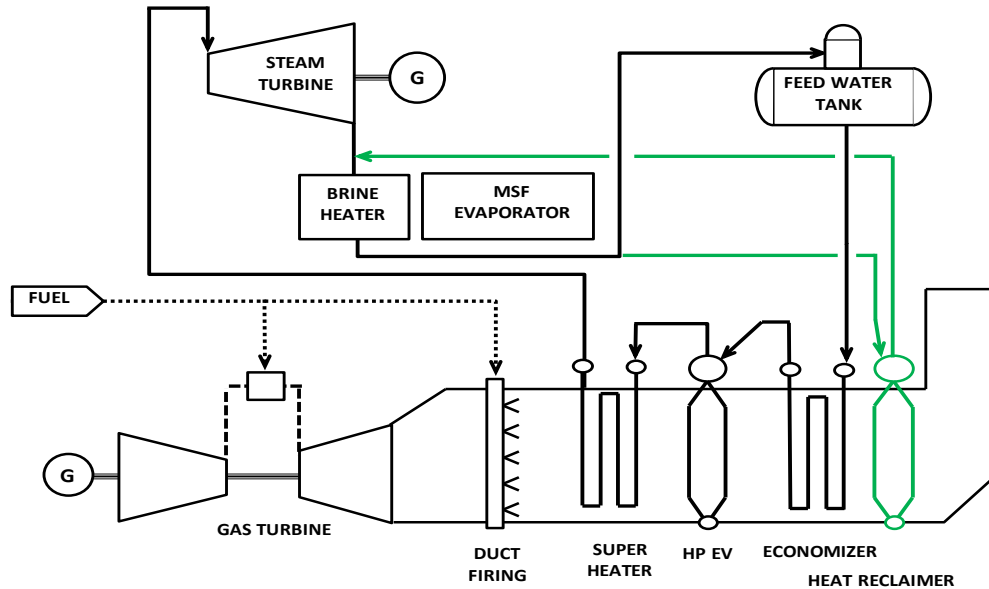 STEAM
TURBINE
G
FEED WATER
TANK
BRINE
HEATER
MSF
EVAPORATOR
FUEL
G
GAS TURBINE
DUCT
FIRING
SUPER
HEATER
HP EV
ECONOMIZER
HEAT RECLAIMER